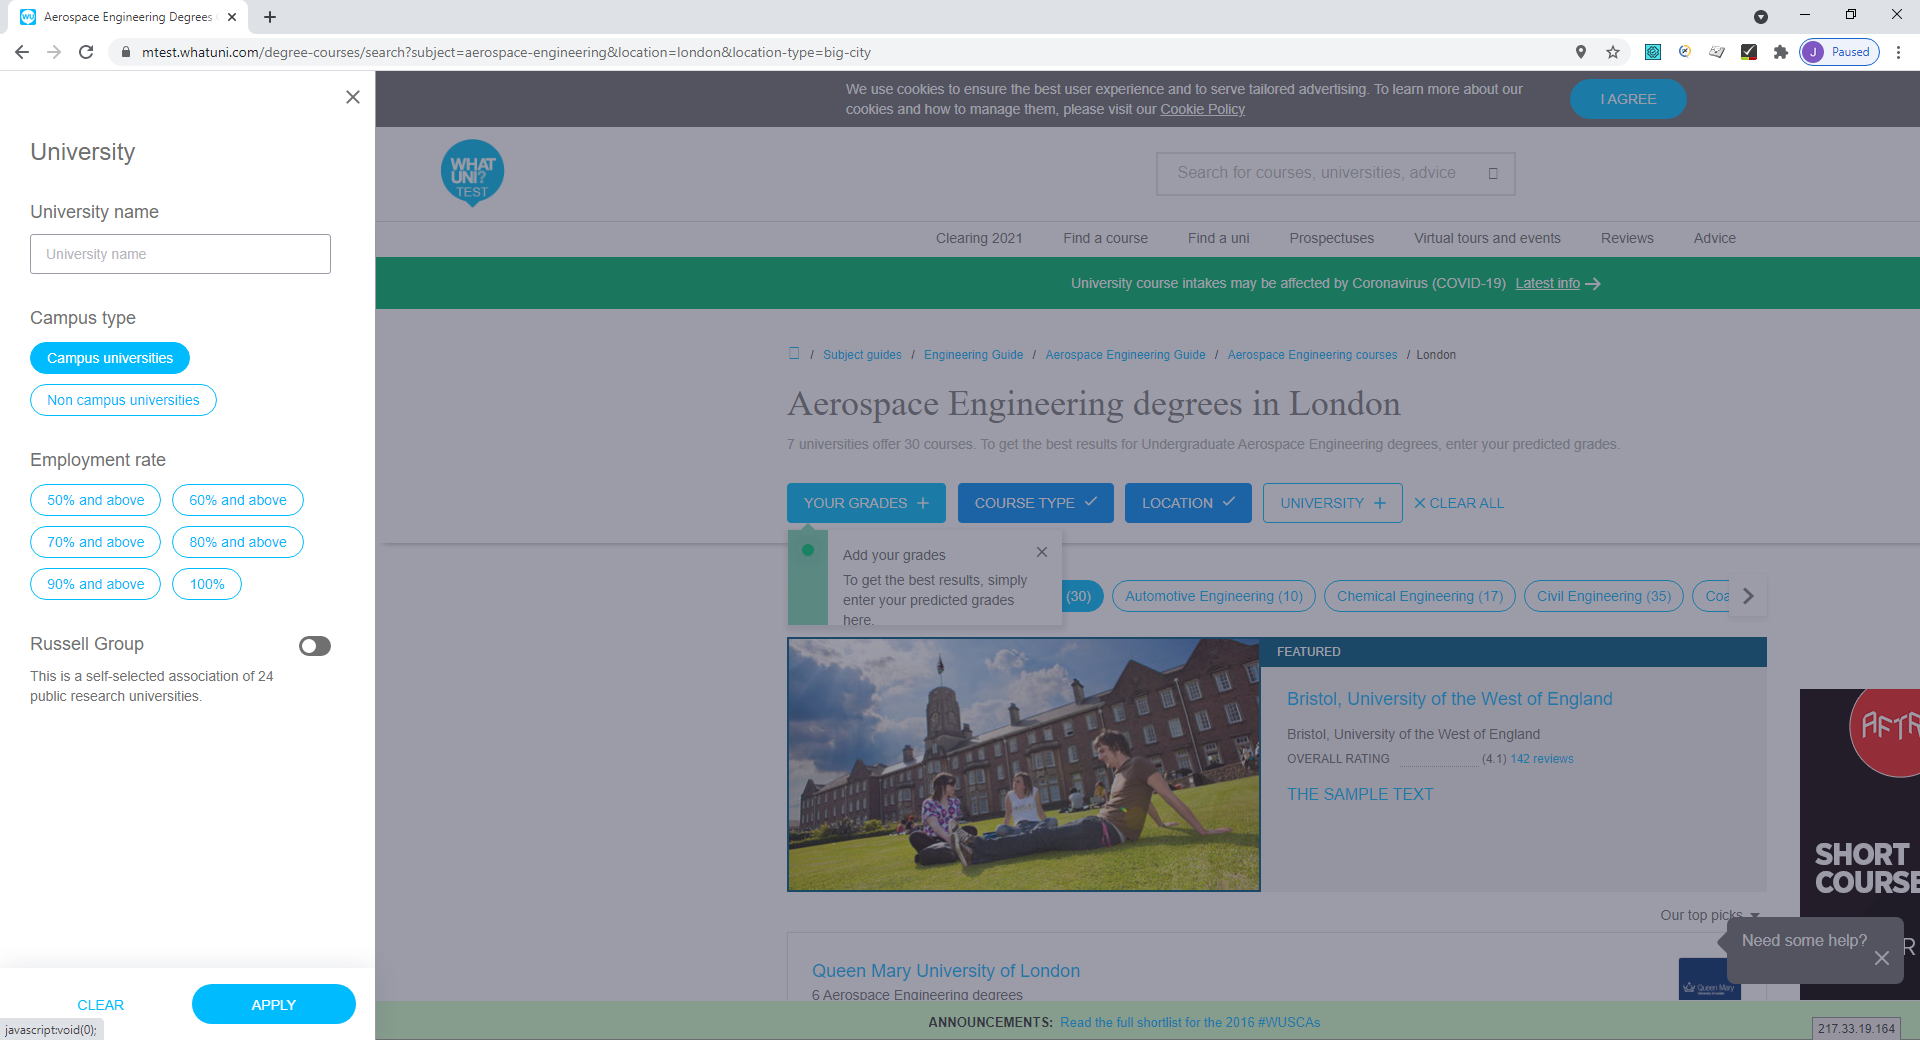 Aerospace Engineering Degrees
mtest.whatuni.com/degree-courses/search?subject=aerospace-engineering&location=london&location-type=big-city
J Paused
University
University name
University name
Campus type
Campus universities
Non campus universities
Employment rate
50% and above 60% and above
70% and above 80% and above
90% and above 100%
Russell Group
This is a self-selected association of 24
public research universities.
CLEAR APPLY
javascript:void(0);
We use cookies to ensure the best user experience and to serve tailored advertising. To learn more about our
cookies and how to manage them, please visit our Cookie Policy
I AGREE
WHAT
UNI?
TEST
Search for courses, universities, advice
Clearing 2021 Find a course Find a uni Prospectuses Virtual tours and events Reviews Advice
University course intakes may be affected by Coronavirus (COVID-19) Latest info
/ Subject guides / Engineering Guide / Aerospace Engineering Guide / Aerospace Engineering courses / London
Aerospace Engineering degrees in London
7 universities offer 30 courses. To get the best results for Undergraduate Aerospace Engineering degrees, enter your predicted grades.
YOUR GRADES COURSE TYPE LOCATION UNIVERSITY CLEAR ALL
Add your grades
To get the best results, simply
enter your predicted grades
here.
(30) Automotive Engineering (10) Chemical Engineering (17) Civil Engineering (35) Coa
FEATURED
Bristol, University of the West of England
Bristol, University of the West of England
OVERALL RATING (4.1) 142 reviews
THE SAMPLE TEXT
AFTR
SHORT
COURSE
R
Our top picks
Need some help?
Queen Mary University of London
6 Aerospace Engineering degrees
Queen Mary
ANNOUNCEMENTS: Read the full shortlist for the 2016 #WUSCAs
217.33.19.164